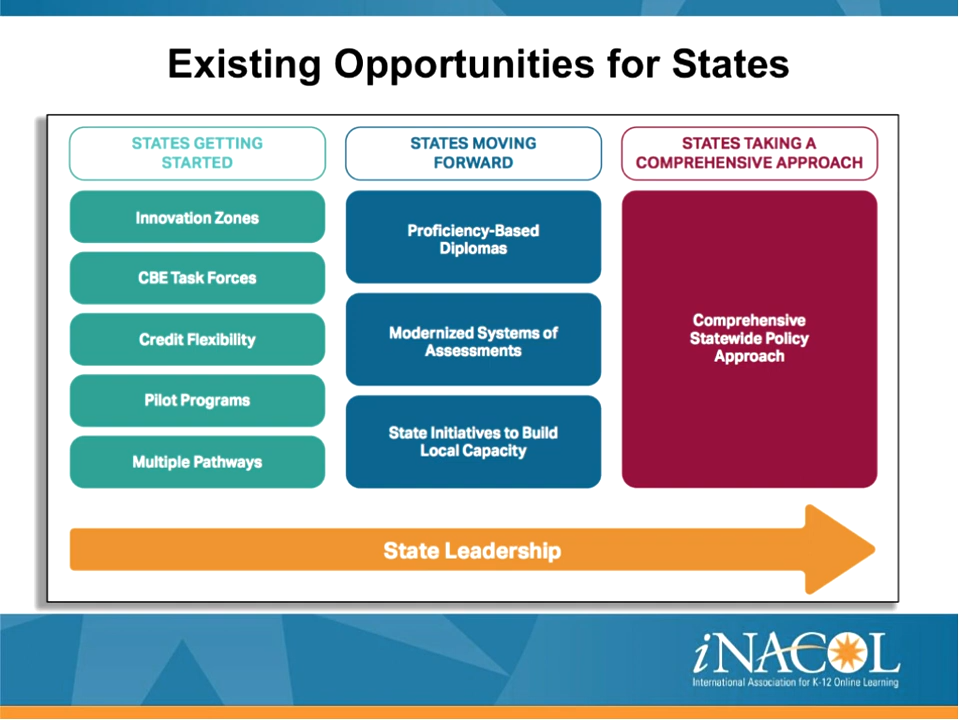 Existing Opportunities for States
STATES GETTING
STARTED
Innovation Zones
CBE Task Forces
Credit Flexibility
Pilot Programs
Multiple Pathways
STATES MOVING
FORWARD
Proficiency-Based
Diplomas
Modernized Systems of
Assessments
State Initiatives to Build
Local Capacity
STATES TAKING A
COMPREHENSIVE APPROACH
Comprehensive
Statewide Policy
Approach
State Leadership
iNACOL
International Association for K-12 Online Learning